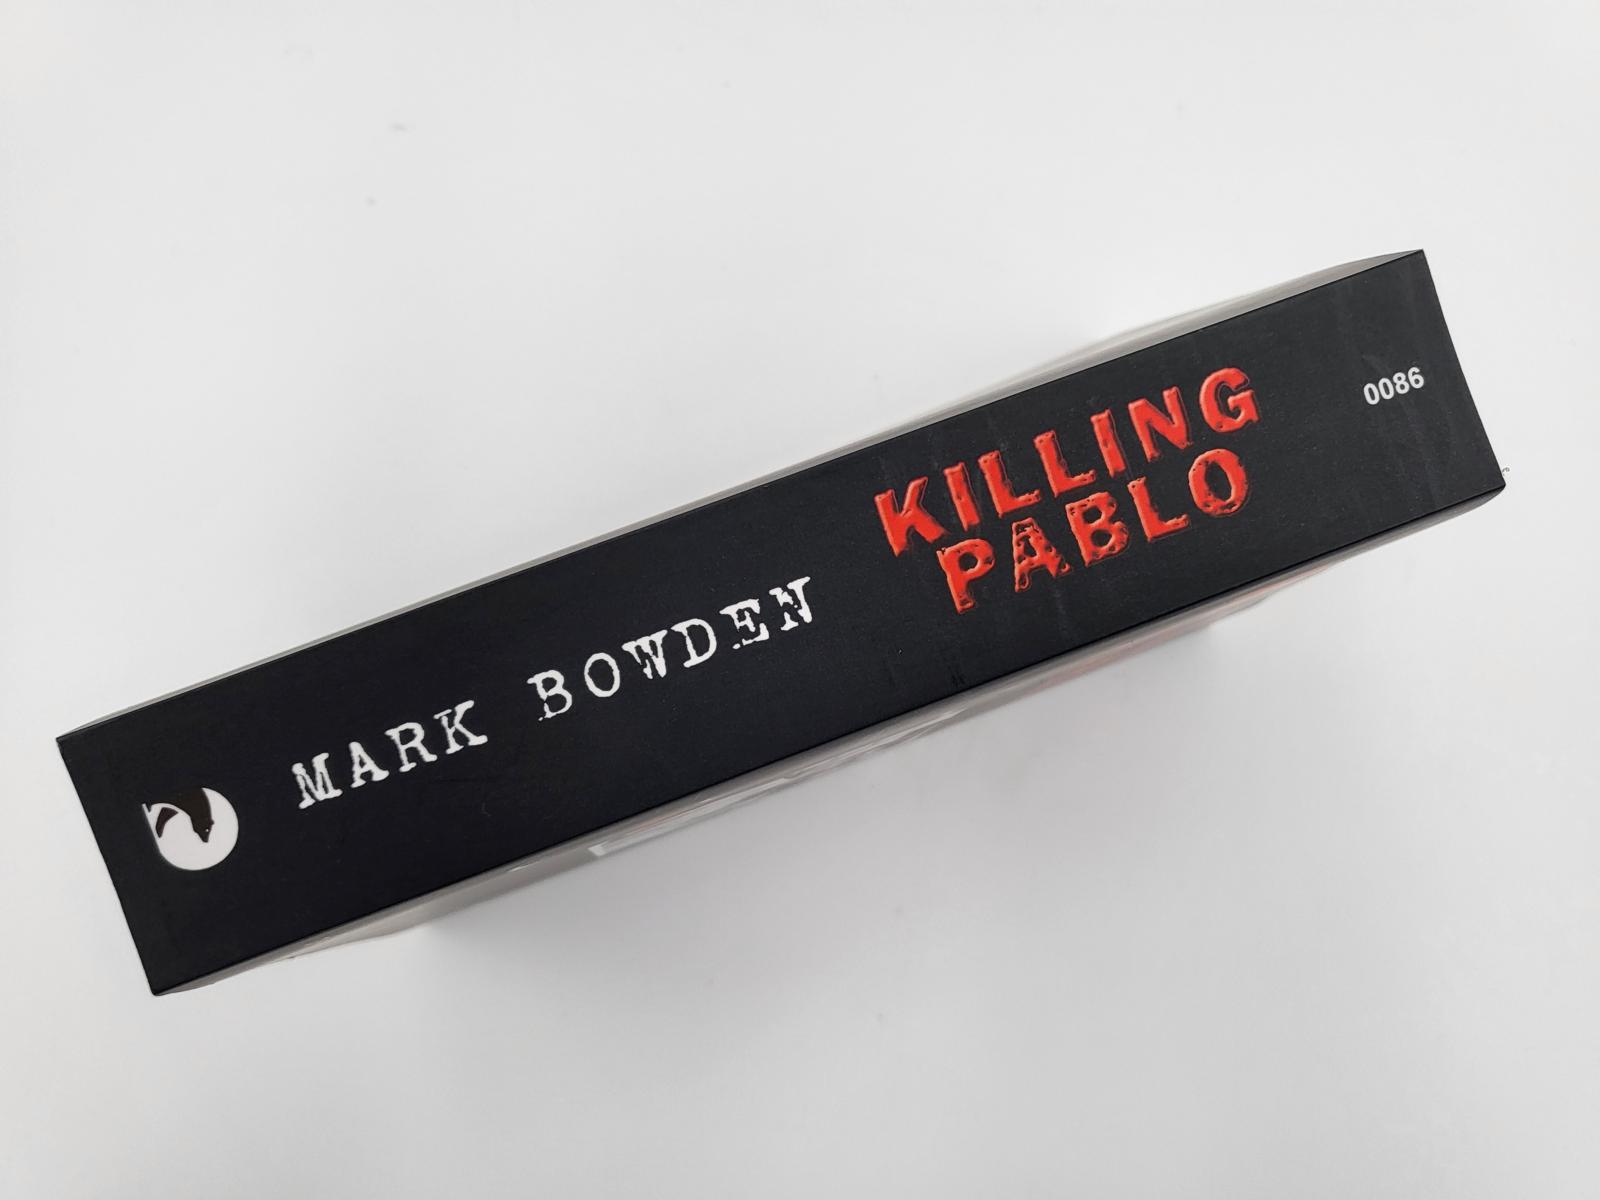 MARK BOWDEN
KILLING
PABLO
0086